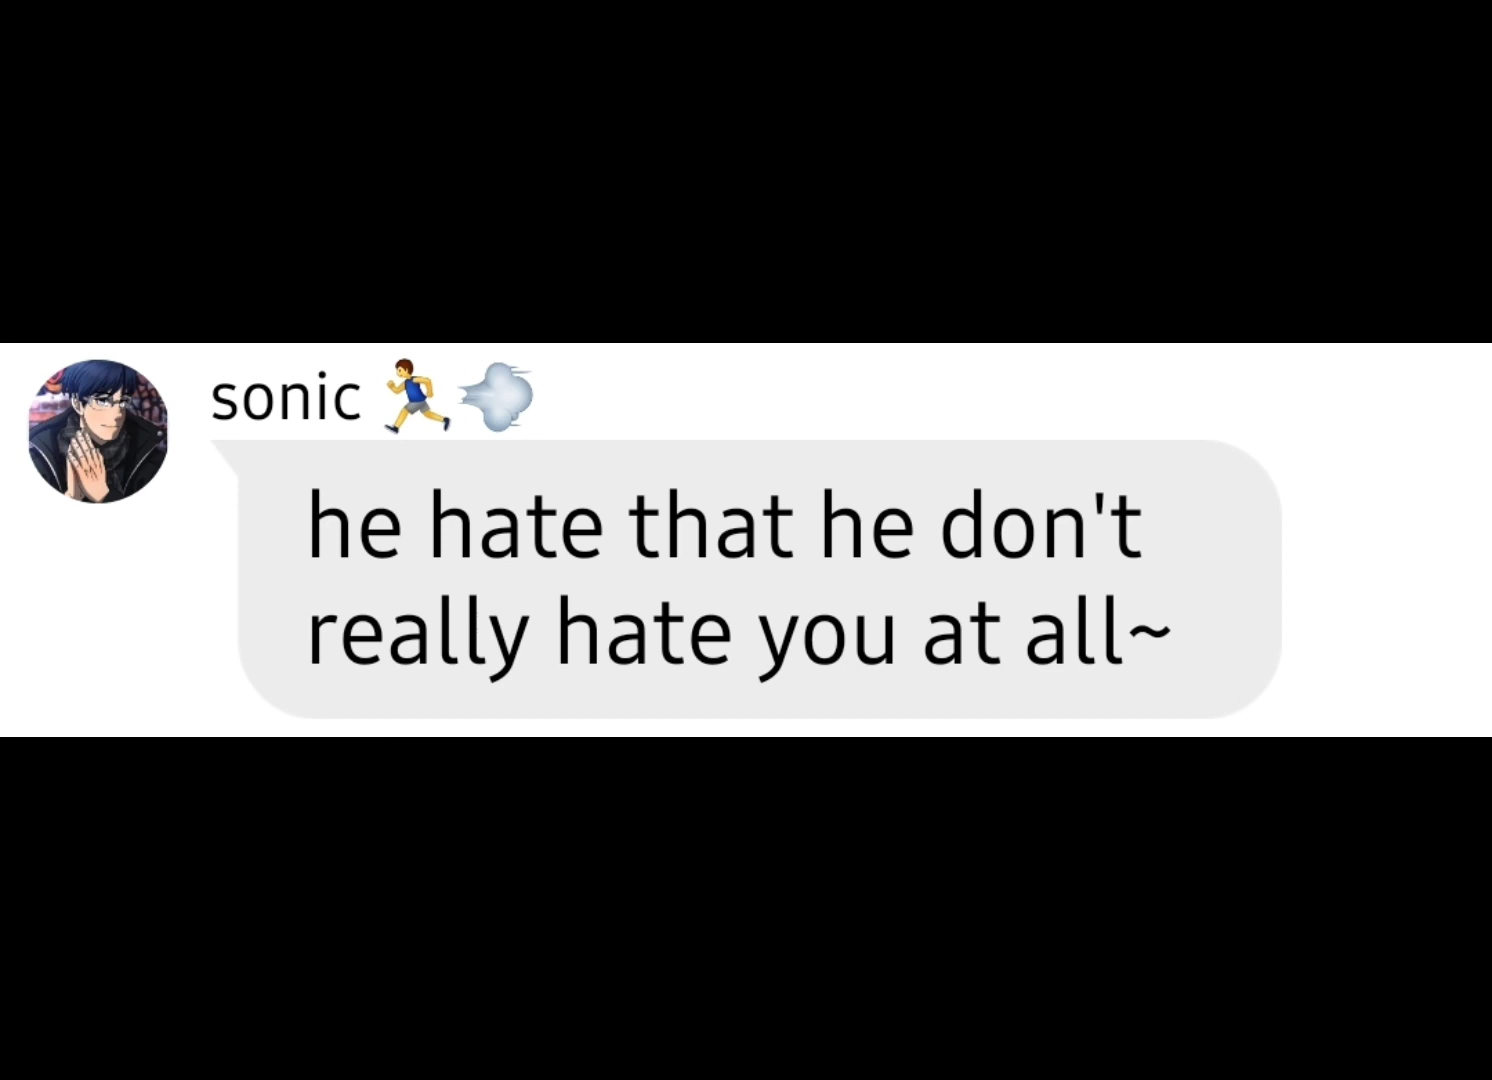 sonic 🏃💨
he hate that he don't
really hate you at all~